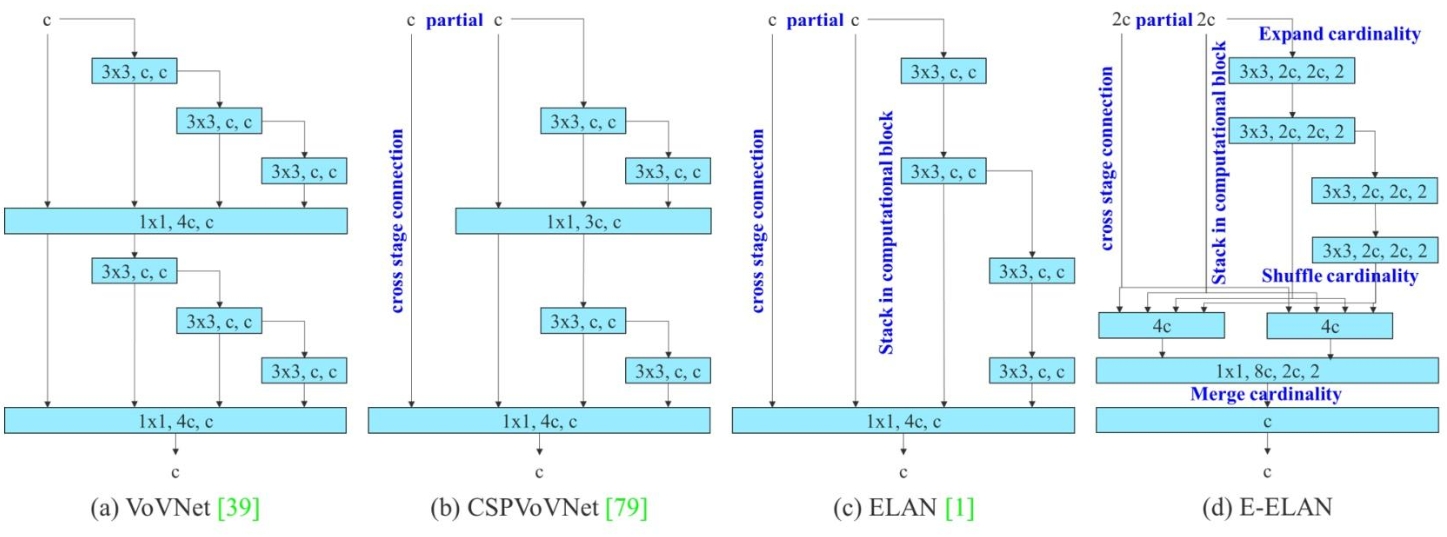 c
3x3, c, c
3x3, c, c
3x3, c, c
1x1, 4c, c
3x3, c, c
3x3, c, c
3x3, c, c
1x1, 4c, c
c
(a) VoVNet [39]
c partial c
cross stage connection
3x3, c, c
3x3, c, c
1x1, 3c, c
3x3, c, c
3x3, c, c
1x1, 4c, c
c
(b) CSPVoVNet [79]
c partial c
cross stage connection
Stack in computational block
3x3, c, c
3x3, c, c
3x3, c, c
3x3, c, c
1x1, 4c, c
c
(c) ELAN [1]
2c partial 2c
Expand cardinality
cross stage connection
Stack in computational block
3x3, 2c, 2c, 2
3x3, 2c, 2c, 2
3x3, 2c, 2c, 2
3x3, 2c, 2c, 2
Shuffle cardinality
4c 4c
1x1, 8c, 2c, 2
Merge cardinality
c
c
(d) E-ELAN